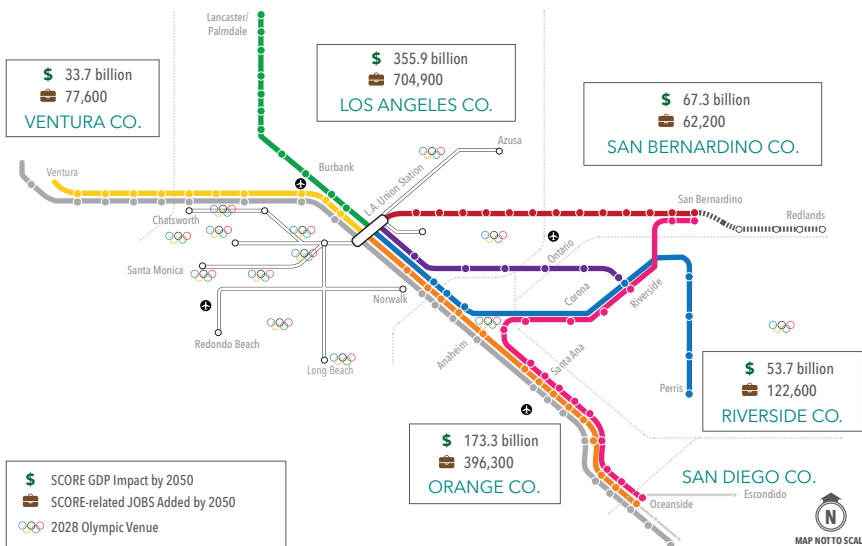 Lancaster/
Palmdale
$ 33.7 billion
77,600
VENTURA CO.
$ 355.9 billion
704,900
LOS ANGELES CO.
$ 67.3 billion
62,200
SAN BERNARDINO CO.
Azusa
Burbank
L.A. Union Station
Ventura
San Bernardino
Redlands
Chatsworth
Ontario
Santa Monica
Norwalk
Corona
Riverside
Redondo Beach
Anaheim
Santa Ana
Long Beach
Perris
$ 53.7 billion
122,600
RIVERSIDE CO.
$ 173.3 billion
396,300
ORANGE CO.
SAN DIEGO CO.
Escondido
Oceanside
$ SCORE GDP Impact by 2050
SCORE-related JOBS Added by 2050
2028 Olympic Venue
N
MAP NOT TO SCAL